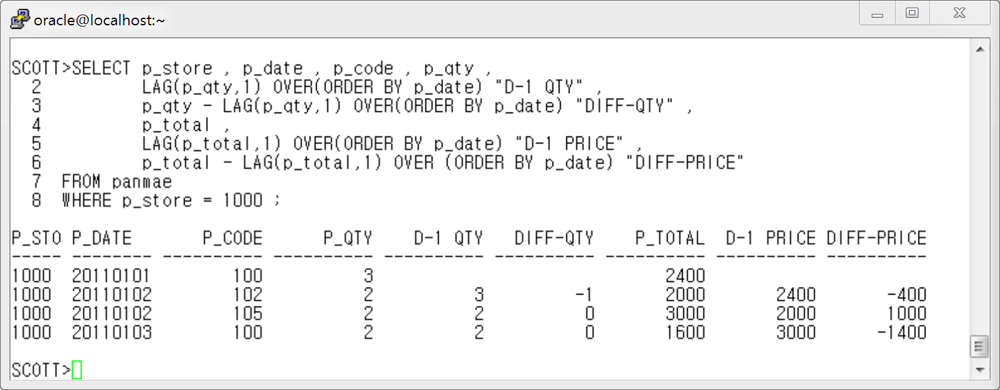 oracle@localhost:~
SCOTT>SELECT p_store , p_date , p_code , p_qty ,
  2          LAG(p_qty,1) OVER(ORDER BY p_date) "D-1 QTY" ,
  3          p_qty - LAG(p_qty,1) OVER(ORDER BY p_date) "DIFF-QTY" ,
  4          p_total ,
  5          LAG(p_total,1) OVER(ORDER BY p_date) "D-1 PRICE" ,
  6          p_total - LAG(p_total,1) OVER (ORDER BY p_date) "DIFF-PRICE"
  7  FROM panmae
  8  WHERE p_store = 1000 ;
P_STO P_DATE       P_CODE      P_QTY    D-1 QTY   DIFF-QTY    P_TOTAL  D-1 PRICE DIFF-PRICE
----- -------- ---------- ---------- ---------- ---------- ---------- ---------- ----------
1000  20110101        100          3                             2400
1000  20110102        102          2          3         -1       2000       2400       -400
1000  20110102        105          2          2          0       3000       2000       1000
1000  20110103        100          2          2          0       1600       3000      -1400
SCOTT>